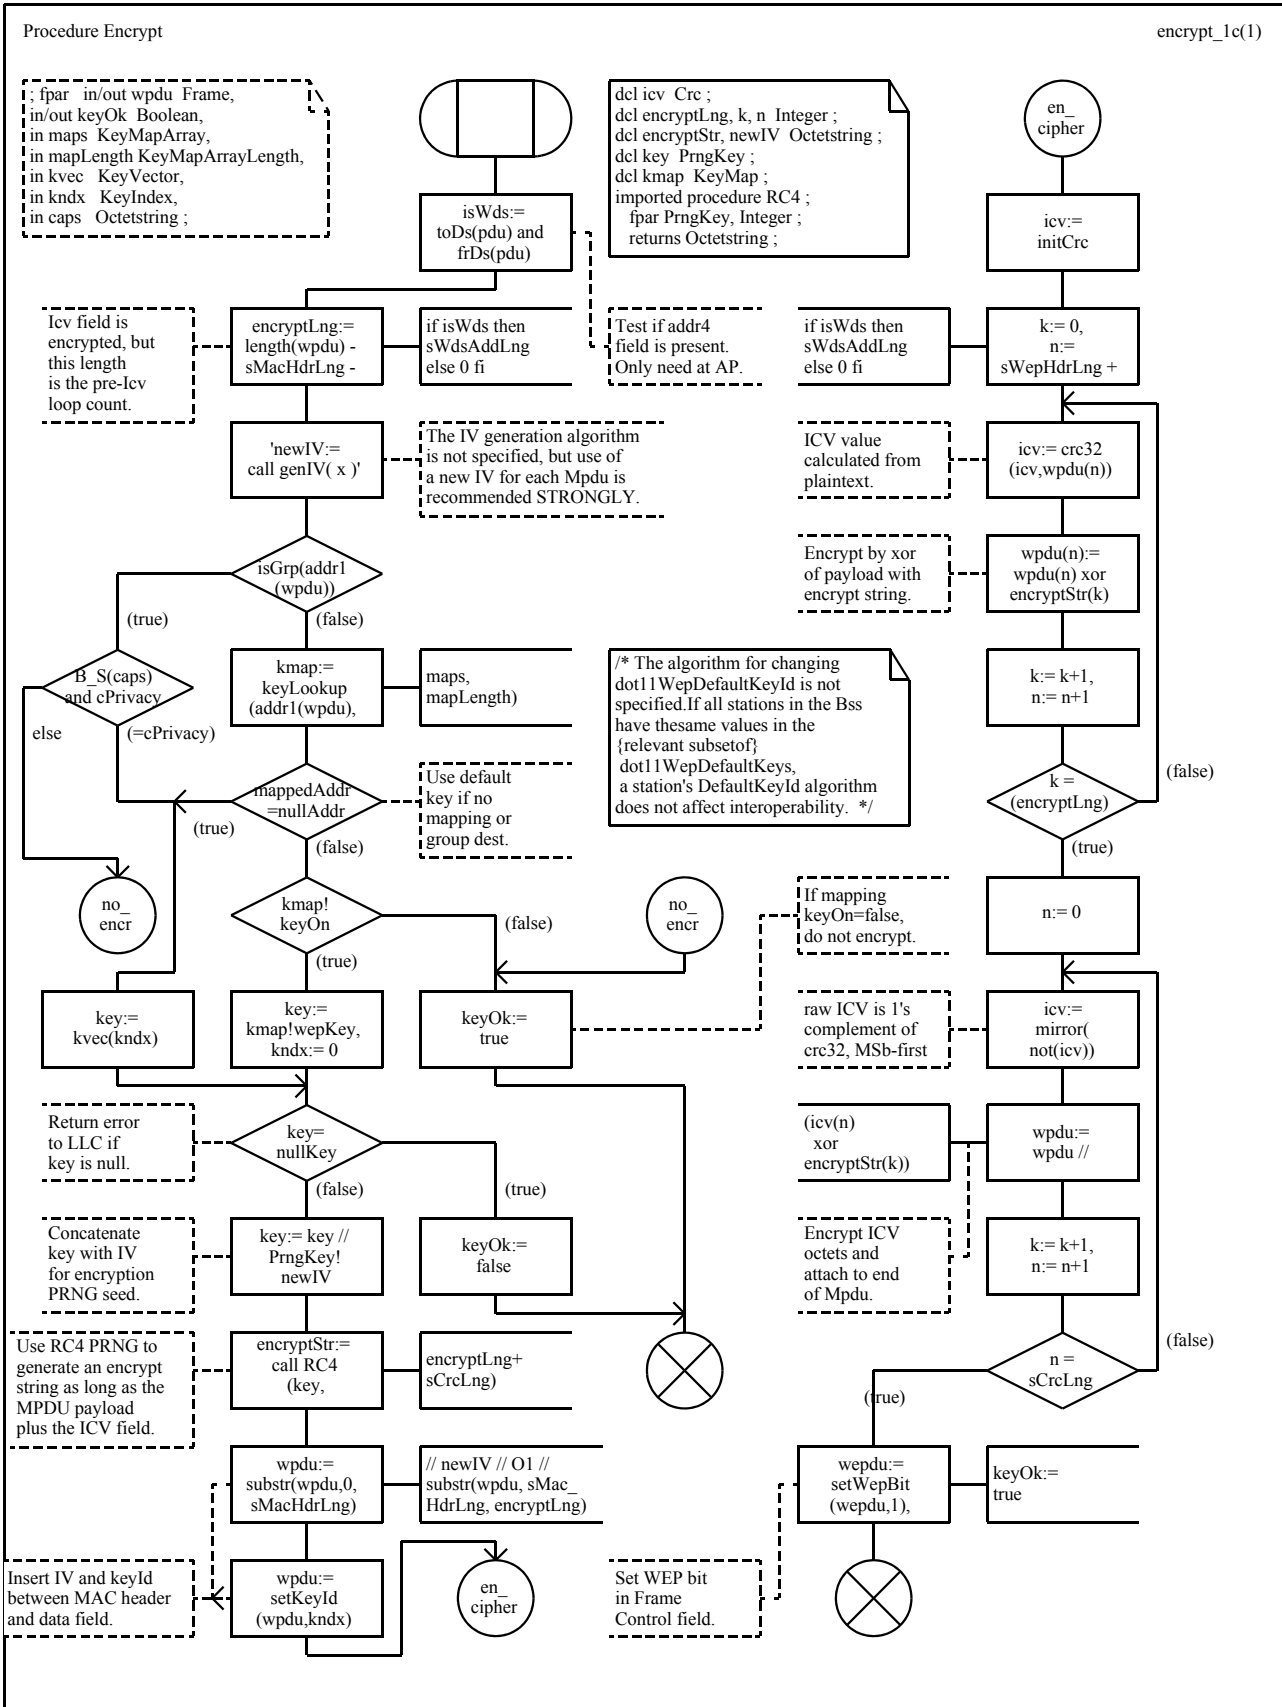 Procedure Encrypt
encrypt_1c(1)
; fpar in/out wpdu Frame,
in/out keyOk Boolean,
in maps KeyMapArray,
in mapLength KeyMapArrayLength,
in kvec KeyVector,
in kndx KeyIndex,
in caps Octetstring ;
isWds:=
toDs(pdu) and
frDs(pdu)
dcl icv Crc ;
dcl encryptLng, k, n Integer ;
dcl encryptStr, newIV Octetstring ;
dcl key PrngKey ;
dcl kmap KeyMap ;
imported procedure RC4 ;
fpar PrngKey, Integer ;
returns Octetstring ;
en_
cipher
icv:=
initCrc
Icv field is
encrypted, but
this length
is the pre-Icv
loop count.
encryptLng:=
length(wpdu) -
sMacHdrLng -
if isWds then
sWdsAddLng
else 0 fi
Test if addr4
field is present.
Only need at AP.
if isWds then
sWdsAddLng
else 0 fi
k:= 0,
n:=
sWepHdrLng +
'newIV:=
call genIV( x )'
The IV generation algorithm
is not specified, but use of
a new IV for each Mpdu is
recommended STRONGLY.
ICV value
calculated from
plaintext.
icv:= crc32
(icv,wpdu(n))
isGrp(addr1
(wpdu))
(true)
(false)
Encrypt by xor
of payload with
encrypt string.
wpdu(n):=
wpdu(n) xor
encryptStr(k)
B_S(caps)
and cPrivacy
else
(=cPrivacy)
kmap:=
keyLookup
(addr1(wpdu),
maps,
mapLength)
/* The algorithm for changing
dot11WepDefaultKeyId is not
specified.If all stations in the Bss
have thesame values in the
{relevant subsetof}
dot11WepDefaultKeys,
a station's DefaultKeyId algorithm
does not affect interoperability. */
k:= k+1,
n:= n+1
mappedAddr
=nullAddr
(true)
(false)
Use default
key if no
mapping or
group dest.
k =
(encryptLng)
(false)
(true)
no_
encr
kmap!
keyOn
(false)
(true)
no_
encr
If mapping
keyOn=false,
do not encrypt.
n:= 0
key:=
kvec(kndx)
key:=
kmap!wepKey,
kndx:= 0
keyOk:=
true
raw ICV is 1's
complement of
crc32, MSb-first
icv:=
mirror(
not(icv))
Return error
to LLC if
key is null.
key=
nullKey
(false)
(true)
(icv(n)
xor
encryptStr(k))
wpdu:=
wpdu //
Concatenate
key with IV
for encryption
PRNG seed.
key:= key //
PrngKey!
newIV
keyOk:=
false
Encrypt ICV
octets and
attach to end
of Mpdu.
k:= k+1,
n:= n+1
Use RC4 PRNG to
generate an encrypt
string as long as the
MPDU payload
plus the ICV field.
encryptStr:=
call RC4
(key,
encryptLng+
sCrcLng)
n =
sCrcLng
(false)
(true)
wpdu:=
substr(wpdu,0,
sMacHdrLng)
// newIV // O1 //
substr(wpdu, sMac_
HdrLng, encryptLng)
wepdu:=
setWepBit
(wepdu,1),
keyOk:=
true
Insert IV and keyId
between MAC header
and data field.
wpdu:=
setKeyId
(wpdu,kndx)
en_
cipher
Set WEP bit
in Frame
Control field.